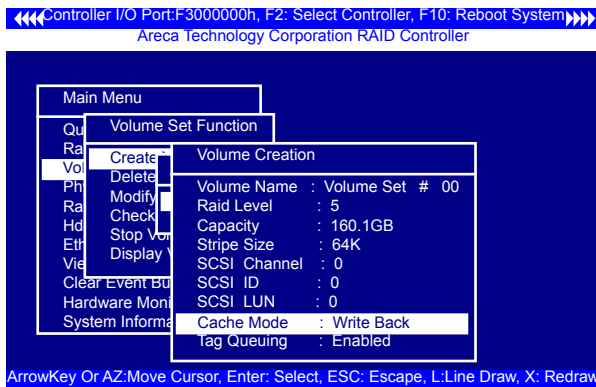 Controller I/O Port:F3000000h, F2: Select Controller, F10: Reboot System
Areca Technology Corporation RAID Controller
Main Menu
Volume Set Function
Create
Delete
Modify
Check
Stop
Display
Clear Event
Hardware
System
Volume Creation
Volume Name : Volume Set # 00
Raid Level : 5
Capacity : 160.1GB
Stripe Size : 64K
SCSI Channel : 0
SCSI ID : 0
SCSI LUN : 0
Cache Mode : Write Back
Tag Queuing : Enabled
ArrowKey Or AZ:Move Cursor, Enter: Select, ESC: Escape, L:Line Draw, X: Redraw